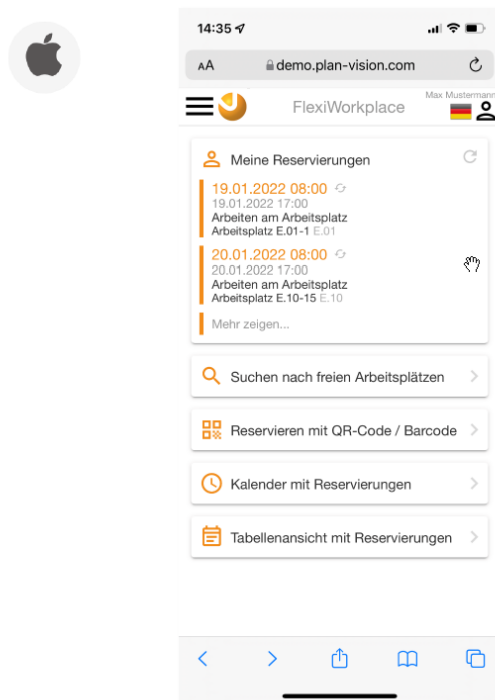 14:35
AA demo.plan-vision.com
FlexiWorkplace
Max Mustermann
Meine Reservierungen
19.01.2022 08:00
19.01.2022 17:00
Arbeiten am Arbeitsplatz
Arbeitsplatz E.01-1 E.01
20.01.2022 08:00
20.01.2022 17:00
Arbeiten am Arbeitsplatz
Arbeitsplatz E.10-15 E.10
Mehr zeigen...
Suchen nach freien Arbeitsplätzen
Reservieren mit QR-Code / Barcode
Kalender mit Reservierungen
Tabellenansicht mit Reservierungen